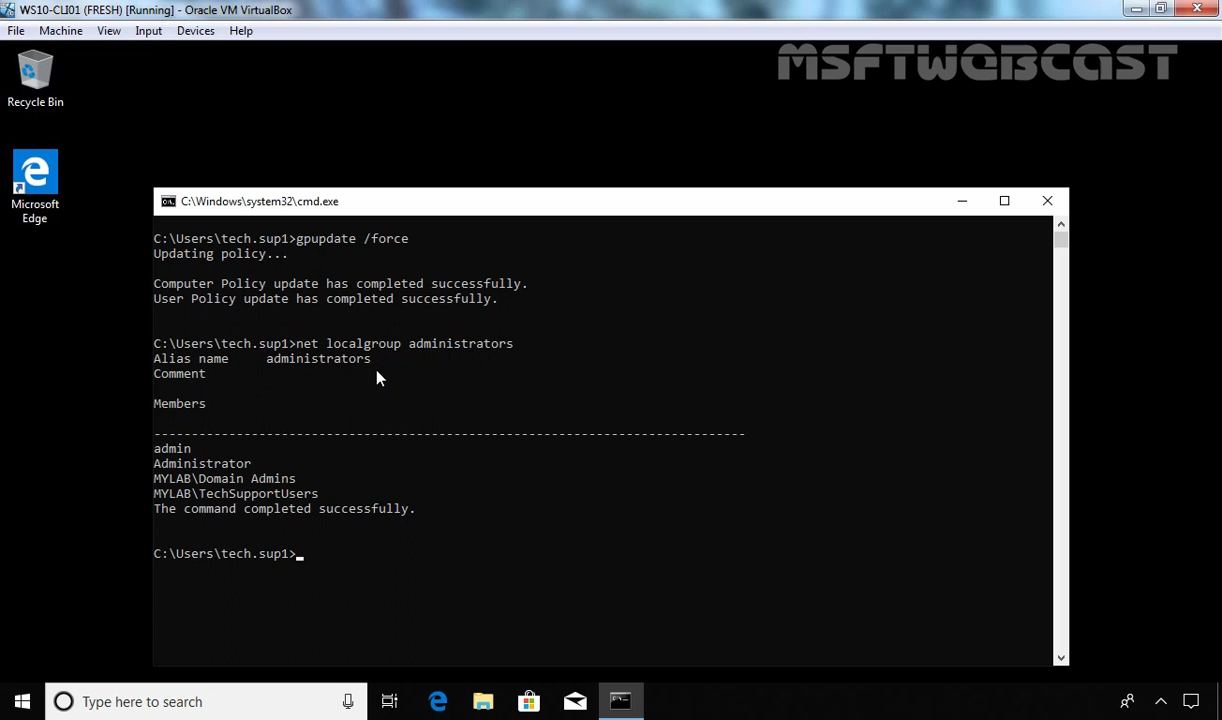 WS10-CLI01 (FRESH) [Running] - Oracle VM VirtualBox
File Machine View Input Devices Help
MSFTWEBCAST
Recycle Bin
Microsoft
Edge
C:\Windows\system32\cmd.exe
C:\Users\tech.sup1>gpupdate /force
Updating policy...
Computer Policy update has completed successfully.
User Policy update has completed successfully.
C:\Users\tech.sup1>net localgroup administrators
Alias name     administrators
Comment
Members
-------------------------------------------------------------------------------
admin
Administrator
MYLAB\Domain Admins
MYLAB\TechSupportUsers
The command completed successfully.
C:\Users\tech.sup1>
Type here to search